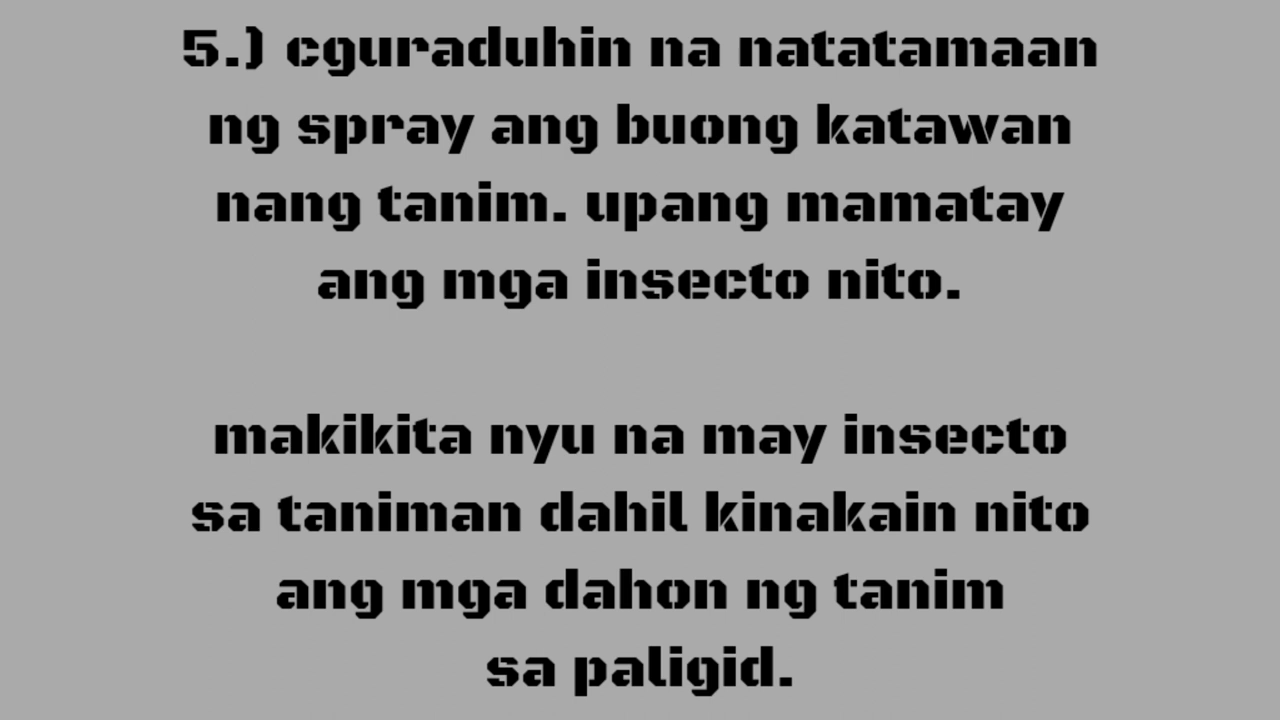 5.) cguraduhin na natatamaan
ng spray ang buong katawan
nang tanim. upang mamatay
ang mga insecto nito.
makikita nyu na may insecto
sa taniman dahil kinakain nito
ang mga dahon ng tanim
sa paligid.